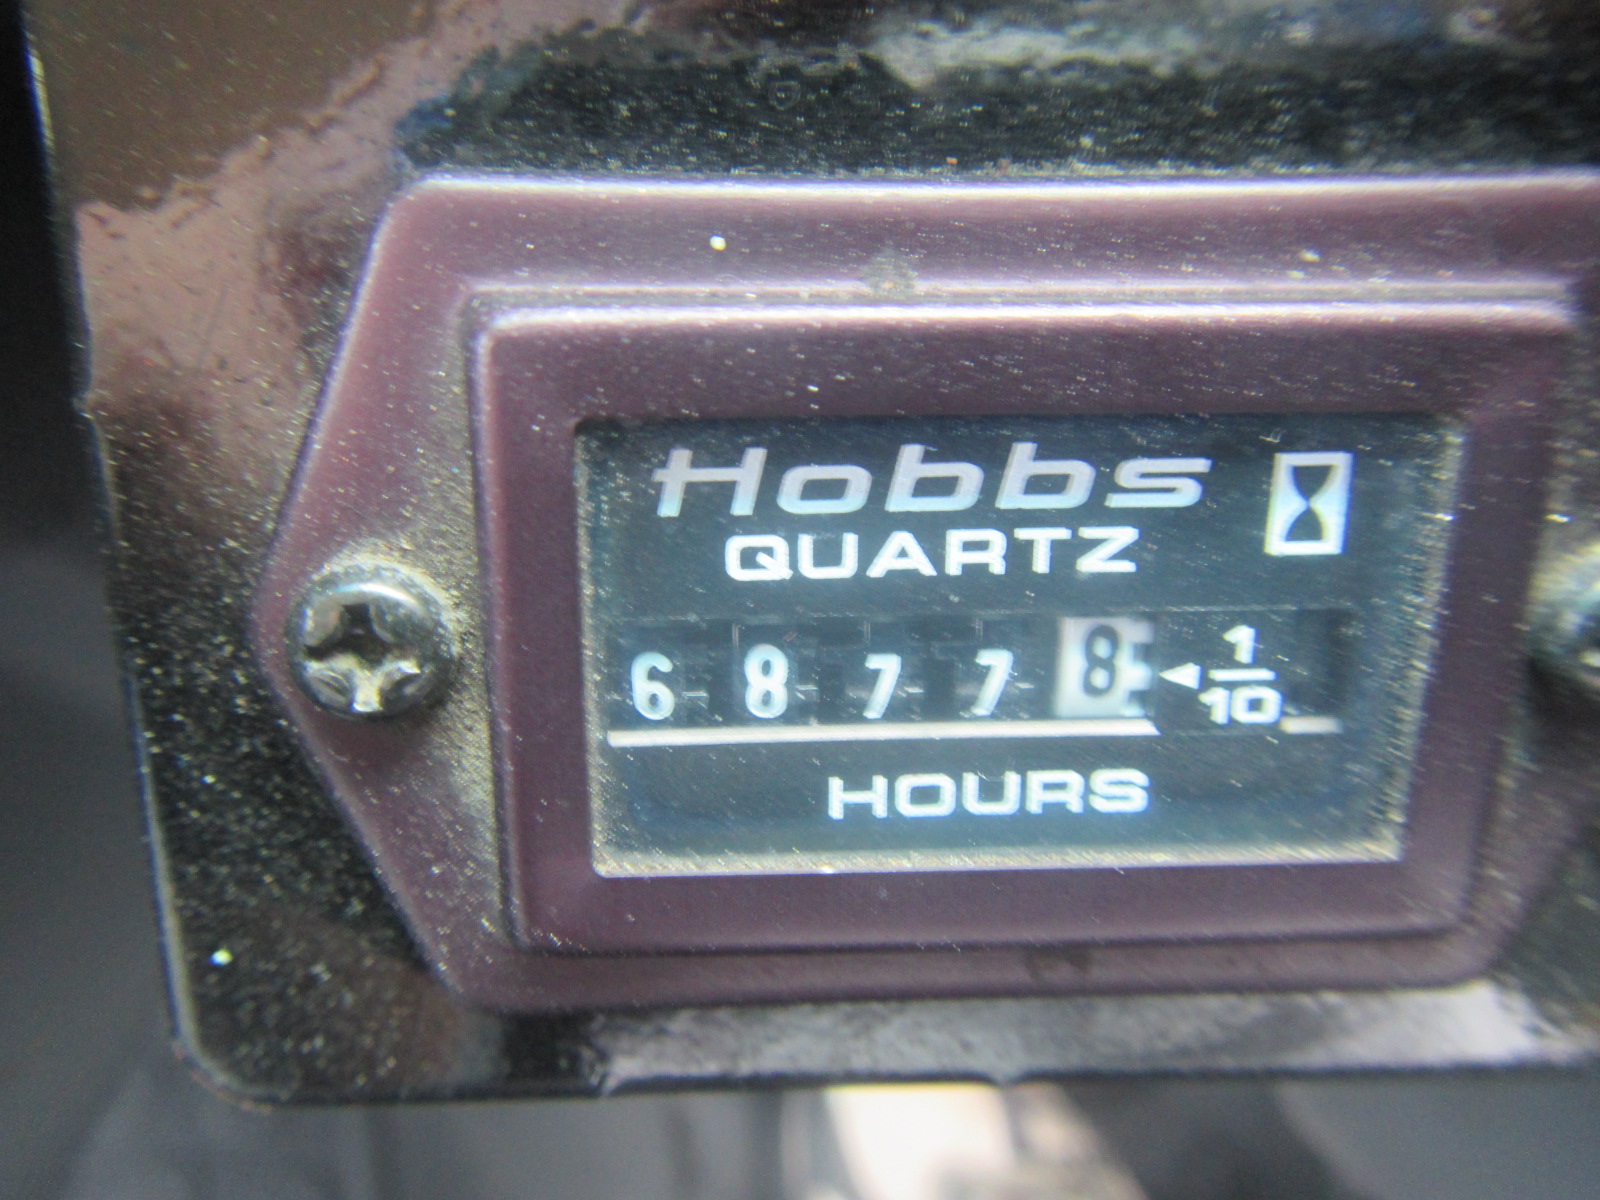 Hobbs
QUARTZ
6 8 7 7 8 ◄ 1/10
HOURS